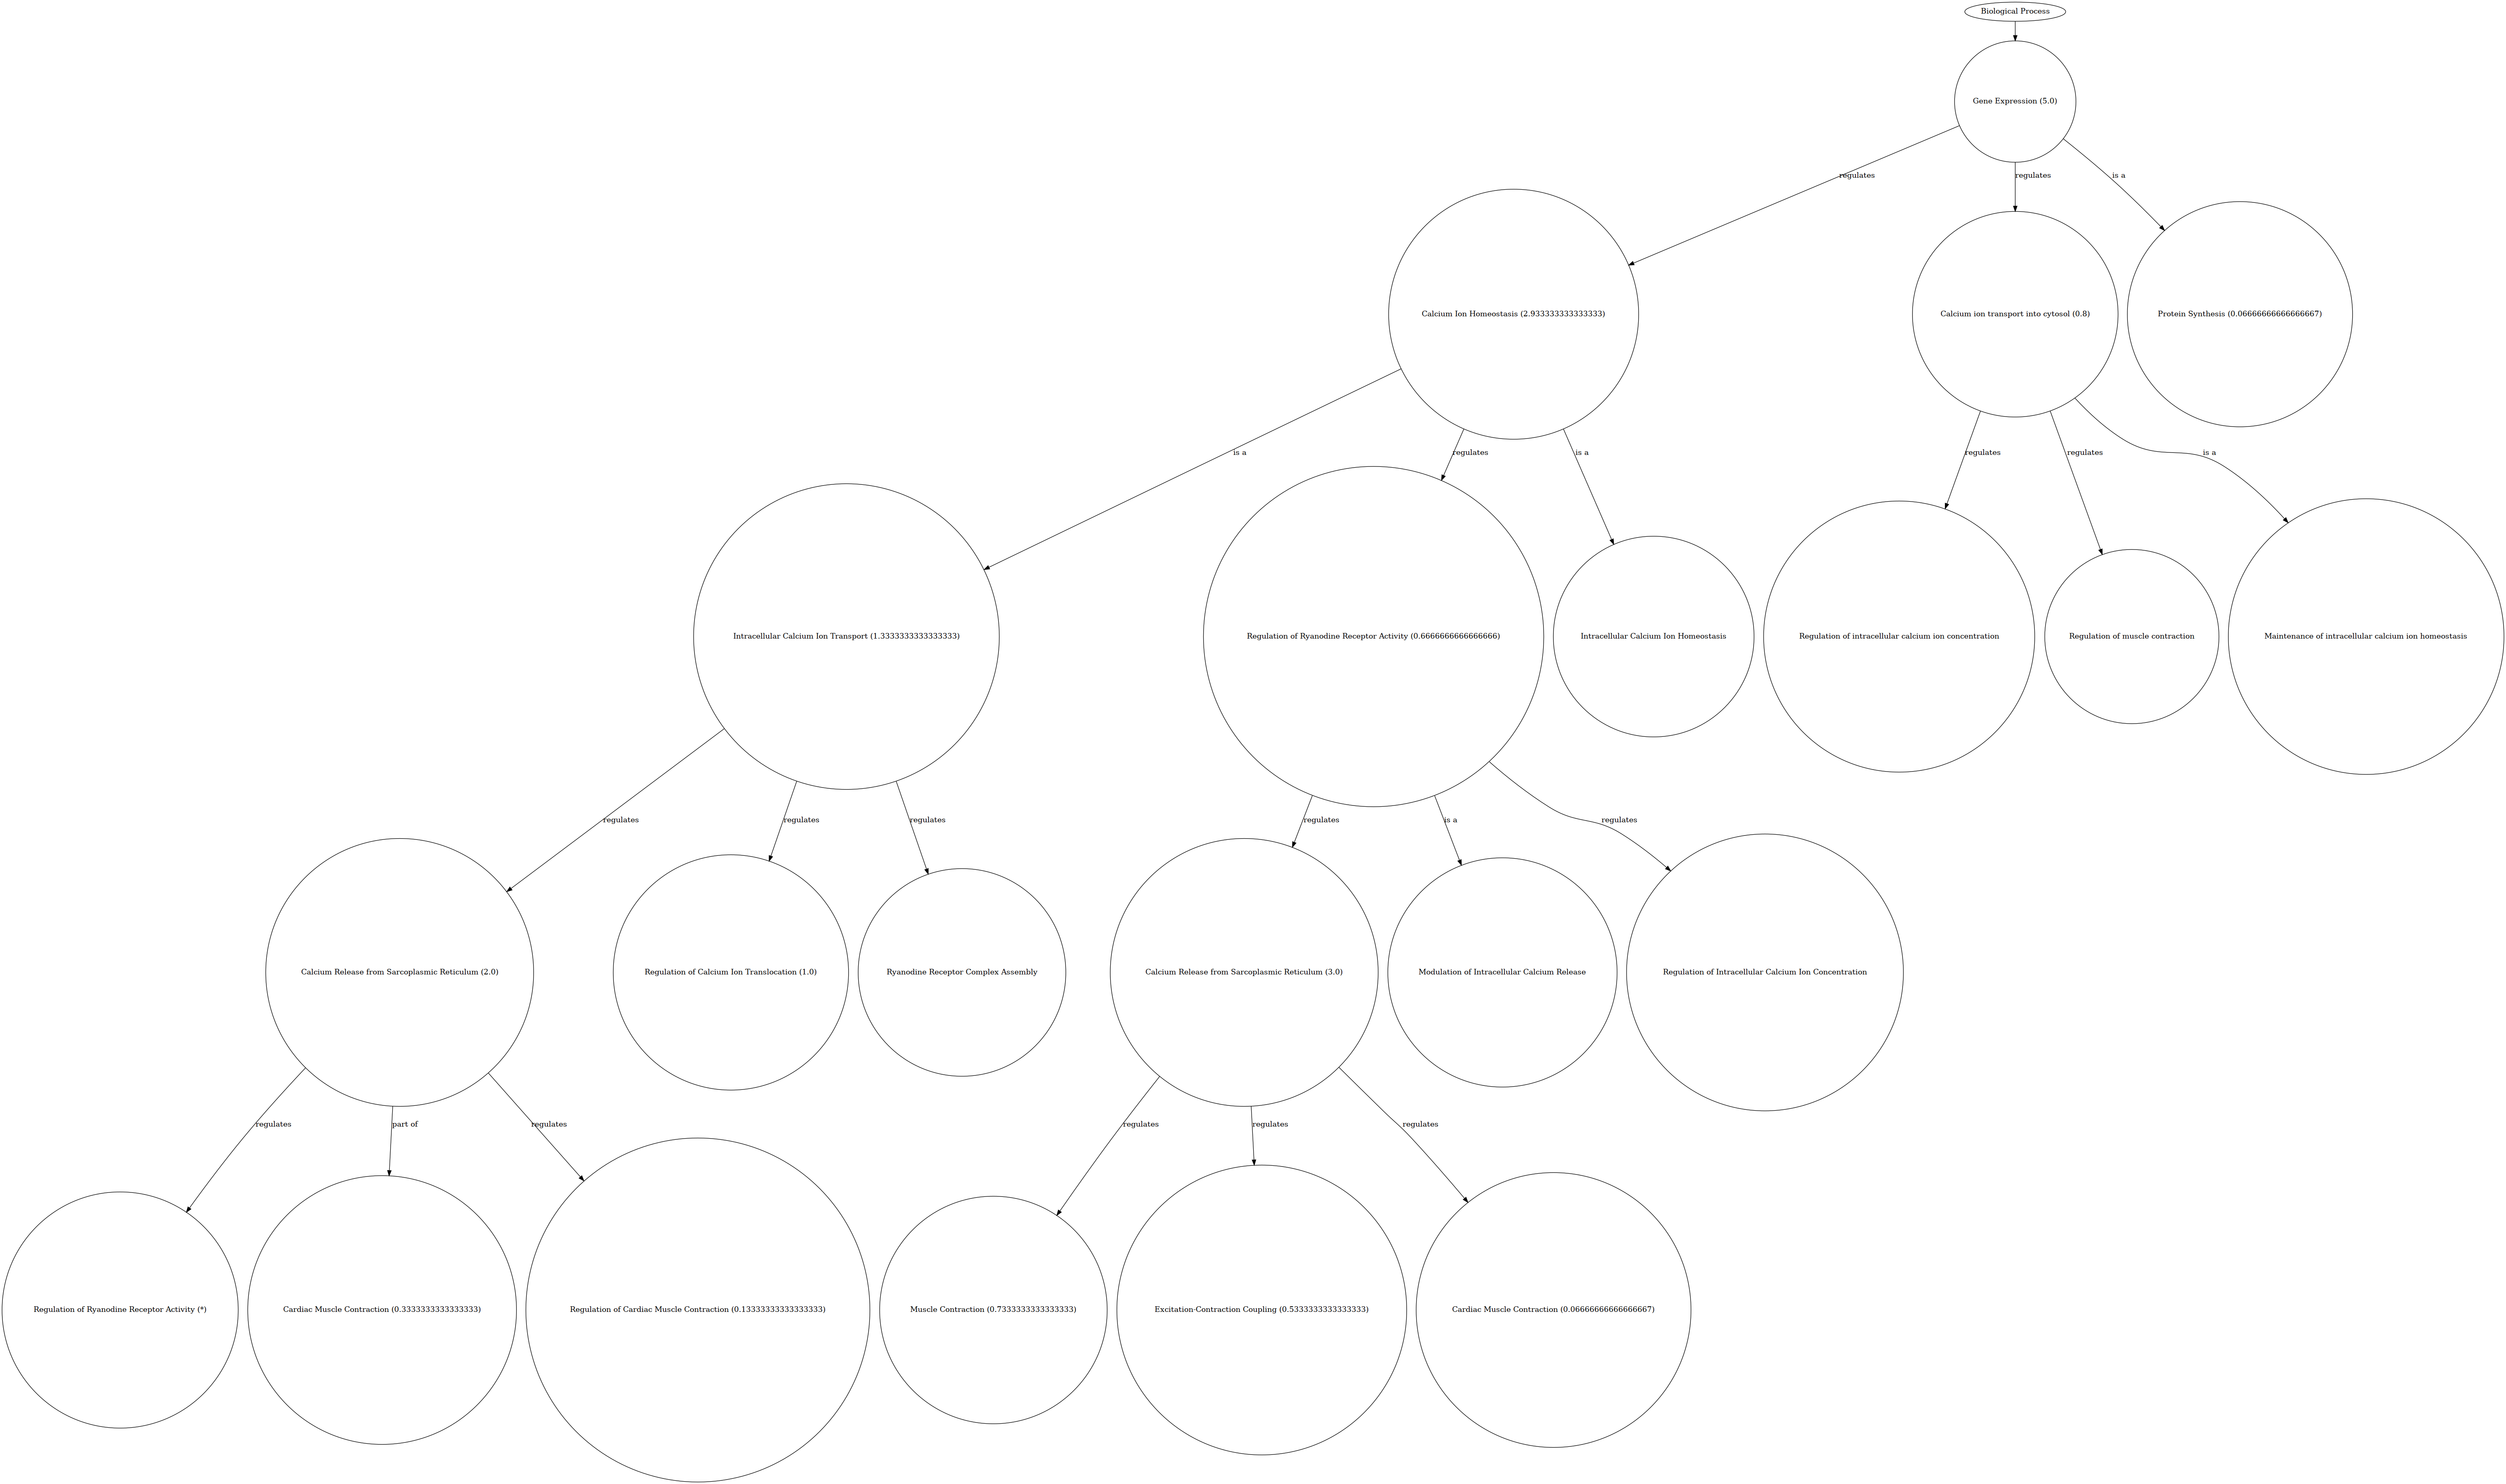 Biological Process
Gene Expression (5.0)
regulates
regulates
is a
Calcium Ion Homeostasis (2.933333333333333)
Calcium ion transport into cytosol (0.8)
Protein Synthesis (0.06666666666666667)
is a
regulates
is a
regulates
regulates
is a
Intracellular Calcium Ion Transport (1.3333333333333333)
Regulation of Ryanodine Receptor Activity (0.6666666666666666)
Intracellular Calcium Ion Homeostasis
Regulation of intracellular calcium ion concentration
Regulation of muscle contraction
Maintenance of intracellular calcium ion homeostasis
regulates
regulates
regulates
regulates
is a
regulates
Calcium Release from Sarcoplasmic Reticulum (2.0)
Regulation of Calcium Ion Translocation (1.0)
Ryanodine Receptor Complex Assembly
Calcium Release from Sarcoplasmic Reticulum (3.0)
Modulation of Intracellular Calcium Release
Regulation of Intracellular Calcium Ion Concentration
regulates
part of
regulates
regulates
regulates
regulates
Regulation of Ryanodine Receptor Activity (*)
Cardiac Muscle Contraction (0.3333333333333333)
Regulation of Cardiac Muscle Contraction (0.13333333333333333)
Muscle Contraction (0.7333333333333333)
Excitation-Contraction Coupling (0.5333333333333333)
Cardiac Muscle Contraction (0.06666666666666667)